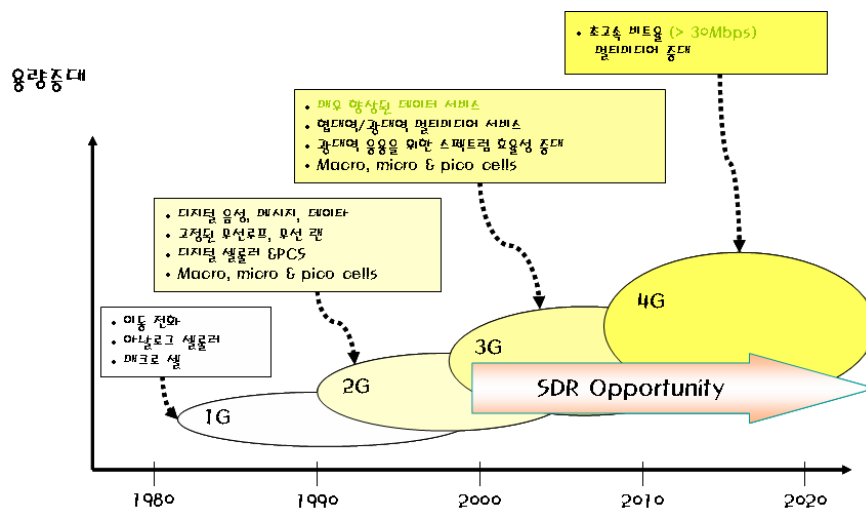 • 초고속 비트율 (> 30Mbps)
멀티미디어 증대
용량증대
• 매우 향상된 데이터 서비스
• 협대역/광대역 멀티미디어 서비스
• 광대역 응용을 위한 스펙트럼 효율성 증대
• Macro, micro & pico cells
• 디지털 음성, 메시지, 데이타
• 고정된 무선루프, 무선 랜
• 디지털 셀룰러 &PCS
• Macro, micro & pico cells
• 이동 전화
• 아날로그 셀룰러
• 매크로 셀
4G
3G
2G
1G
SDR Opportunity
1980 1990 2000 2010 2020